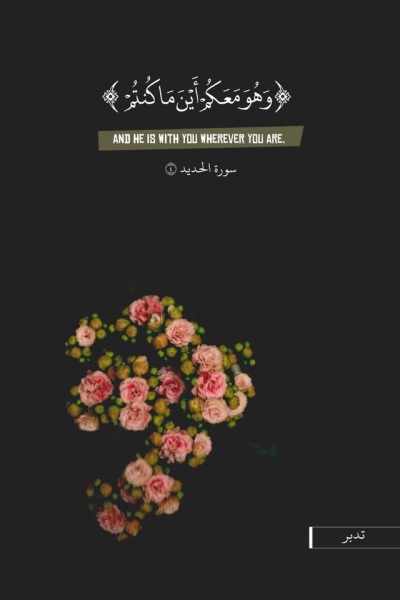 ﴿ وَهُوَ مَعَكُمْ أَيْنَ مَا كُنتُمْ ﴾
AND HE IS WITH YOU WHEREVER YOU ARE.
سورة الحديد ٤
تدبر